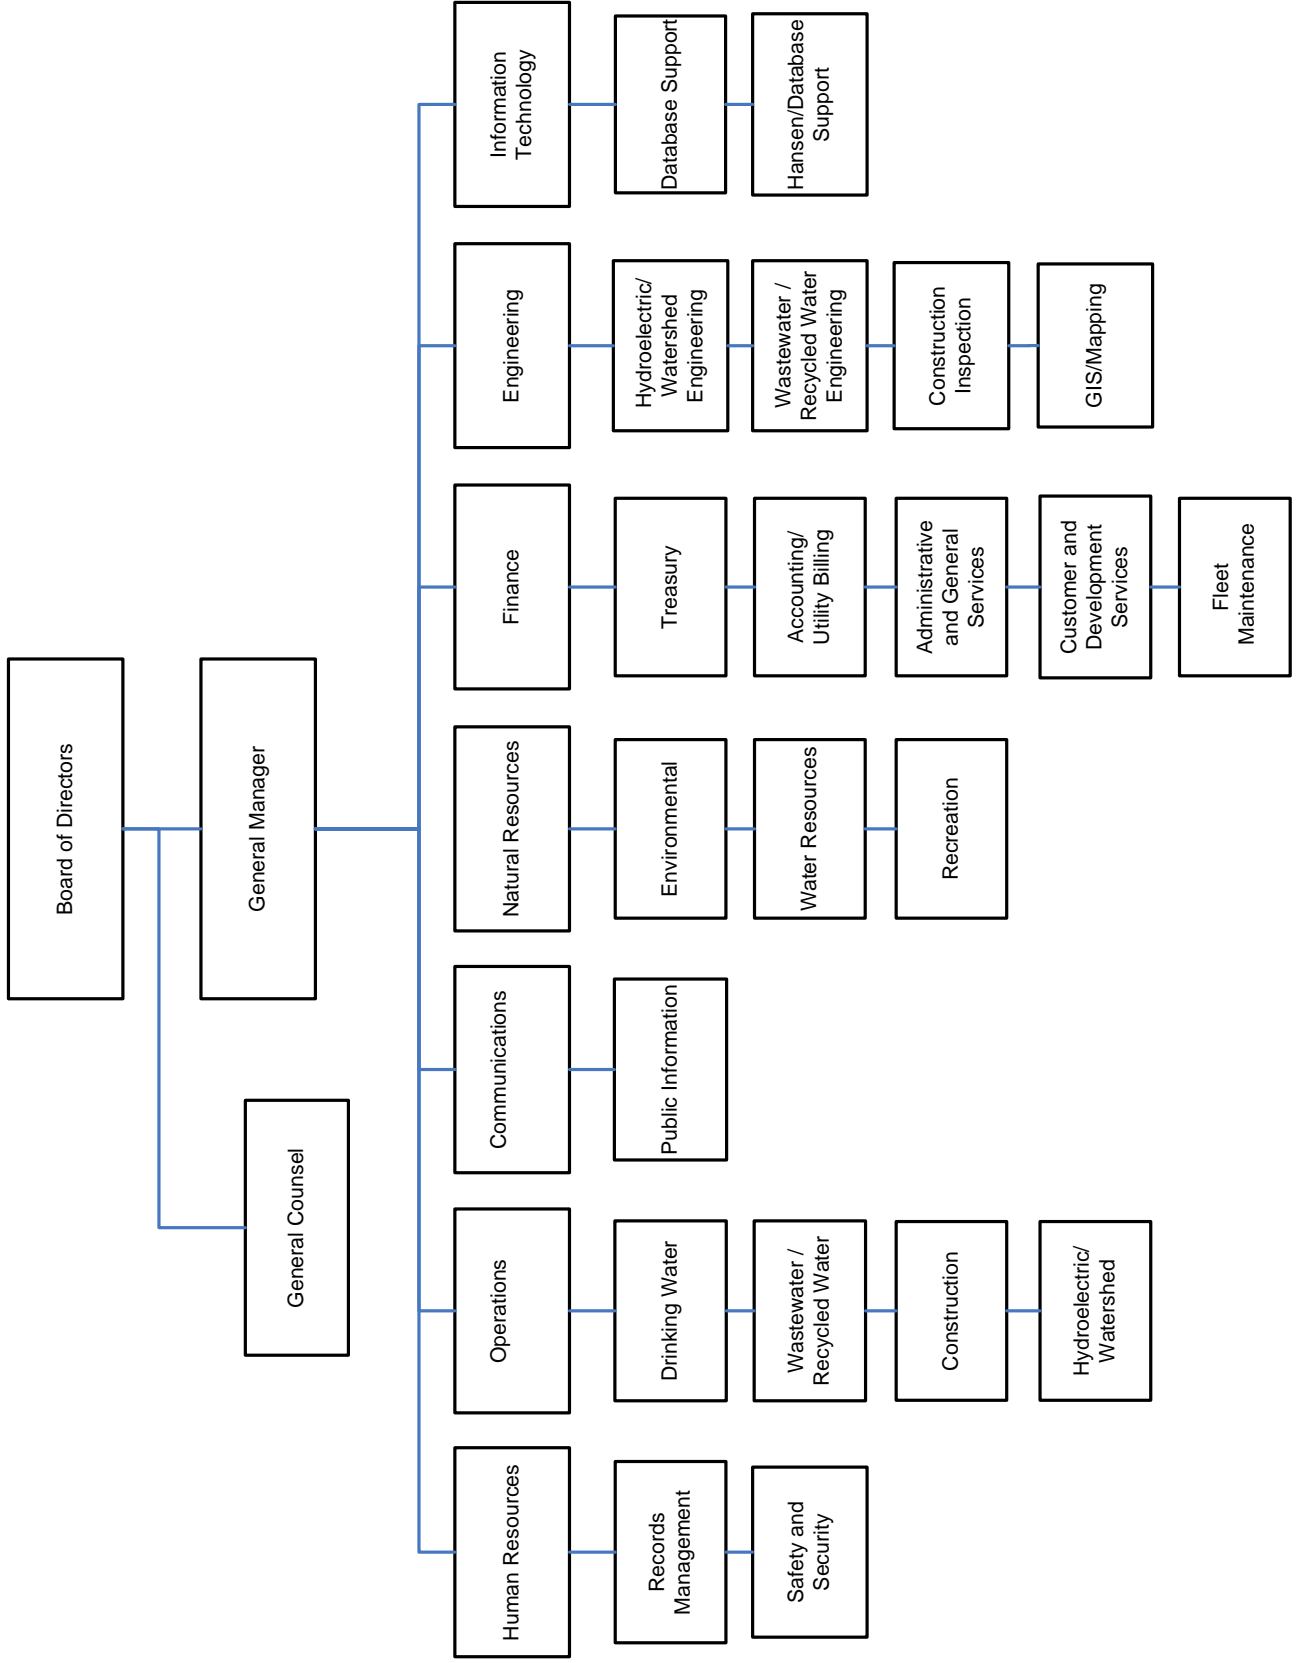 Board of Directors
General Manager
General Counsel
Human Resources
Records
Management
Safety and
Security
Operations
Drinking Water
Wastewater /
Recycled Water
Construction
Hydroelectric/
Watershed
Communications
Public Information
Natural Resources
Environmental
Water Resources
Recreation
Finance
Treasury
Accounting/
Utility Billing
Administrative
and General
Services
Customer and
Development
Services
Fleet
Maintenance
Engineering
Hydroelectric/
Watershed
Engineering
Wastewater /
Recycled Water
Engineering
Construction
Inspection
GIS/Mapping
Information
Technology
Database Support
Hansen/Database
Support